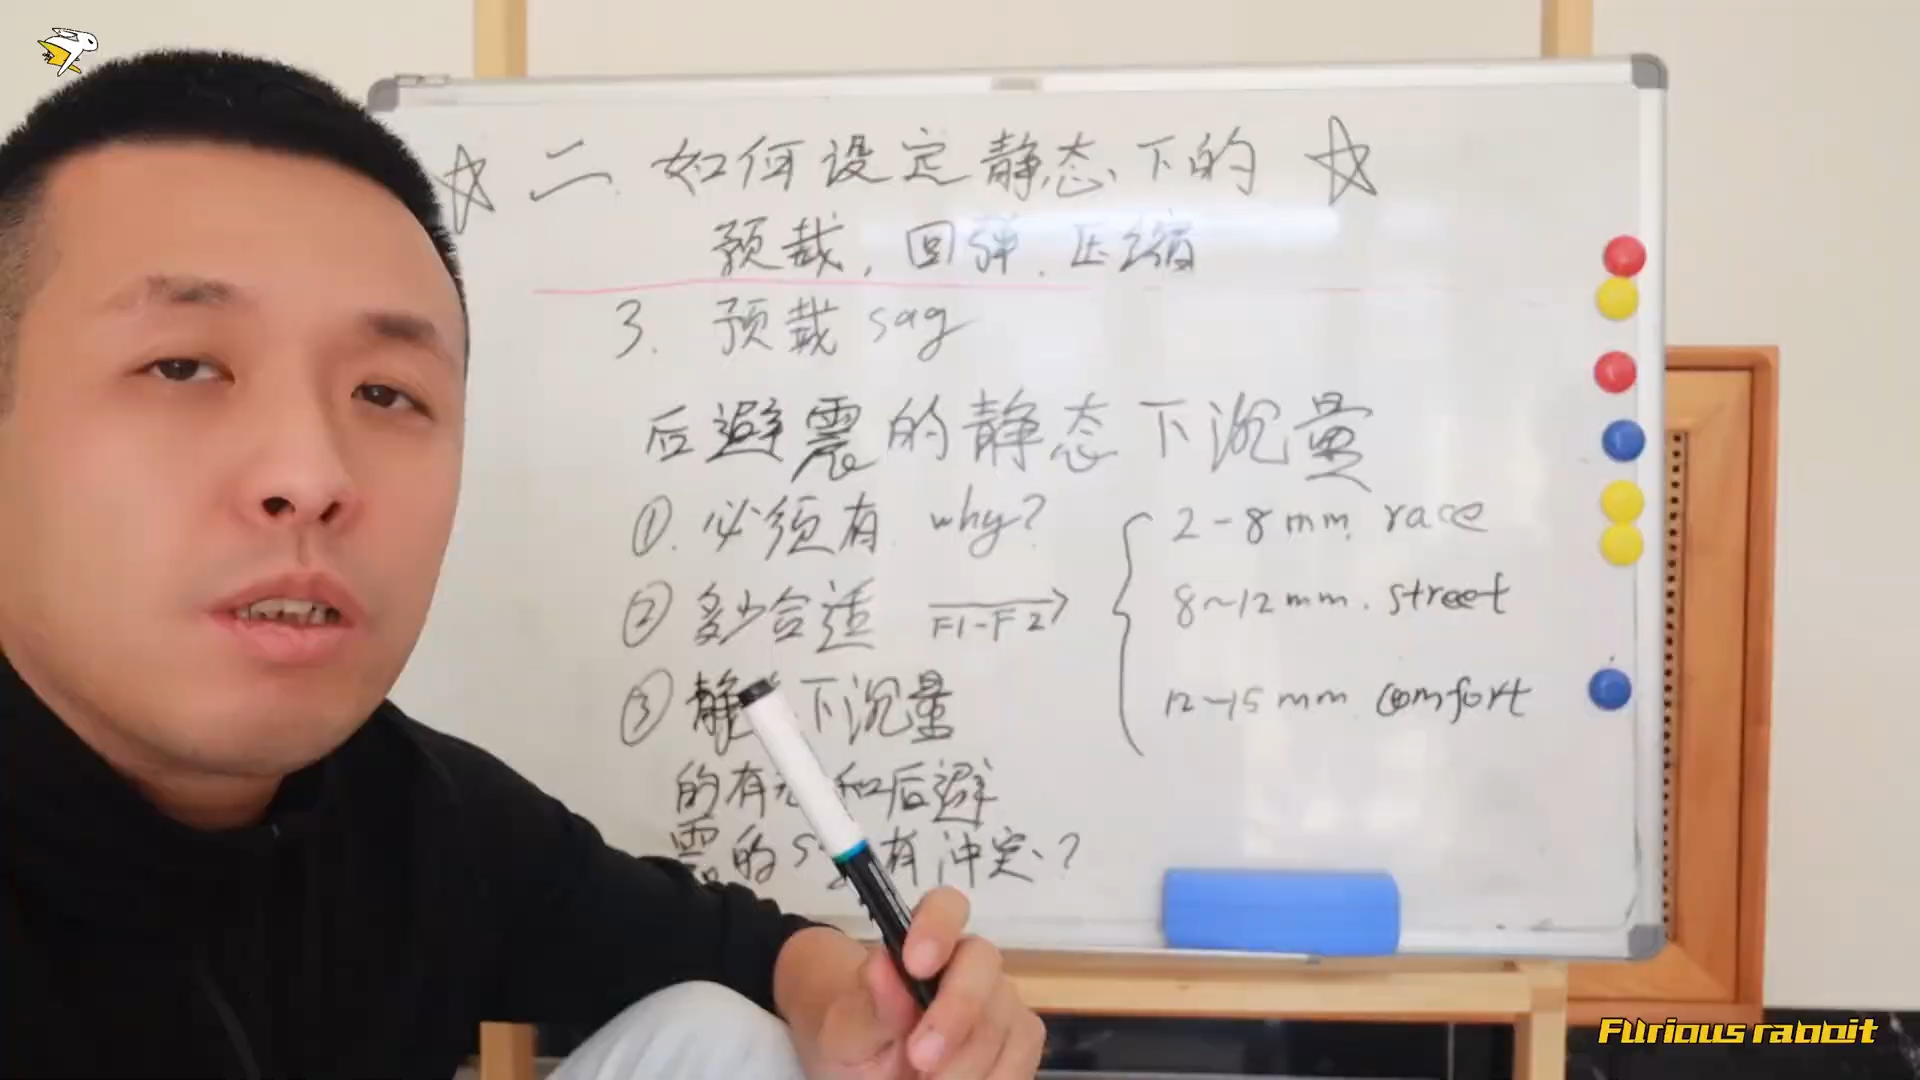 二. 如何设定静态下的
预载, 回弹. 压缩
3. 预载 sag
后避震的静态下沉量
①. 必须有 why?
② 多少合适 F1-F2
③ 静 下沉量
的有 和后避
震的 有冲突?
2-8mm. race
8~12mm. street
12-15mm comfort
Furious rabbit